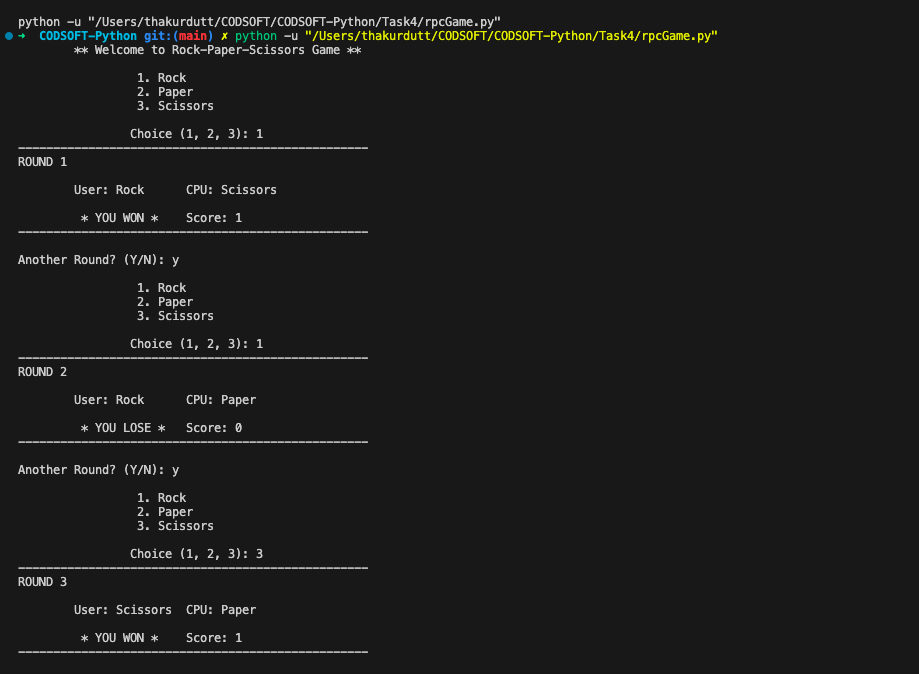 python -u "/Users/thakurdutt/CODSOFT/CODSOFT-Python/Task4/rpcGame.py"
➜ CODSOFT-Python git:(main) ✗ python -u "/Users/thakurdutt/CODSOFT/CODSOFT-Python/Task4/rpcGame.py"
** Welcome to Rock-Paper-Scissors Game **
1. Rock
2. Paper
3. Scissors
Choice (1, 2, 3): 1
--------------------------------------------------
ROUND 1
User: Rock CPU: Scissors
* YOU WON * Score: 1
--------------------------------------------------
Another Round? (Y/N): y
1. Rock
2. Paper
3. Scissors
Choice (1, 2, 3): 1
--------------------------------------------------
ROUND 2
User: Rock CPU: Paper
* YOU LOSE * Score: 0
--------------------------------------------------
Another Round? (Y/N): y
1. Rock
2. Paper
3. Scissors
Choice (1, 2, 3): 3
--------------------------------------------------
ROUND 3
User: Scissors CPU: Paper
* YOU WON * Score: 1
--------------------------------------------------